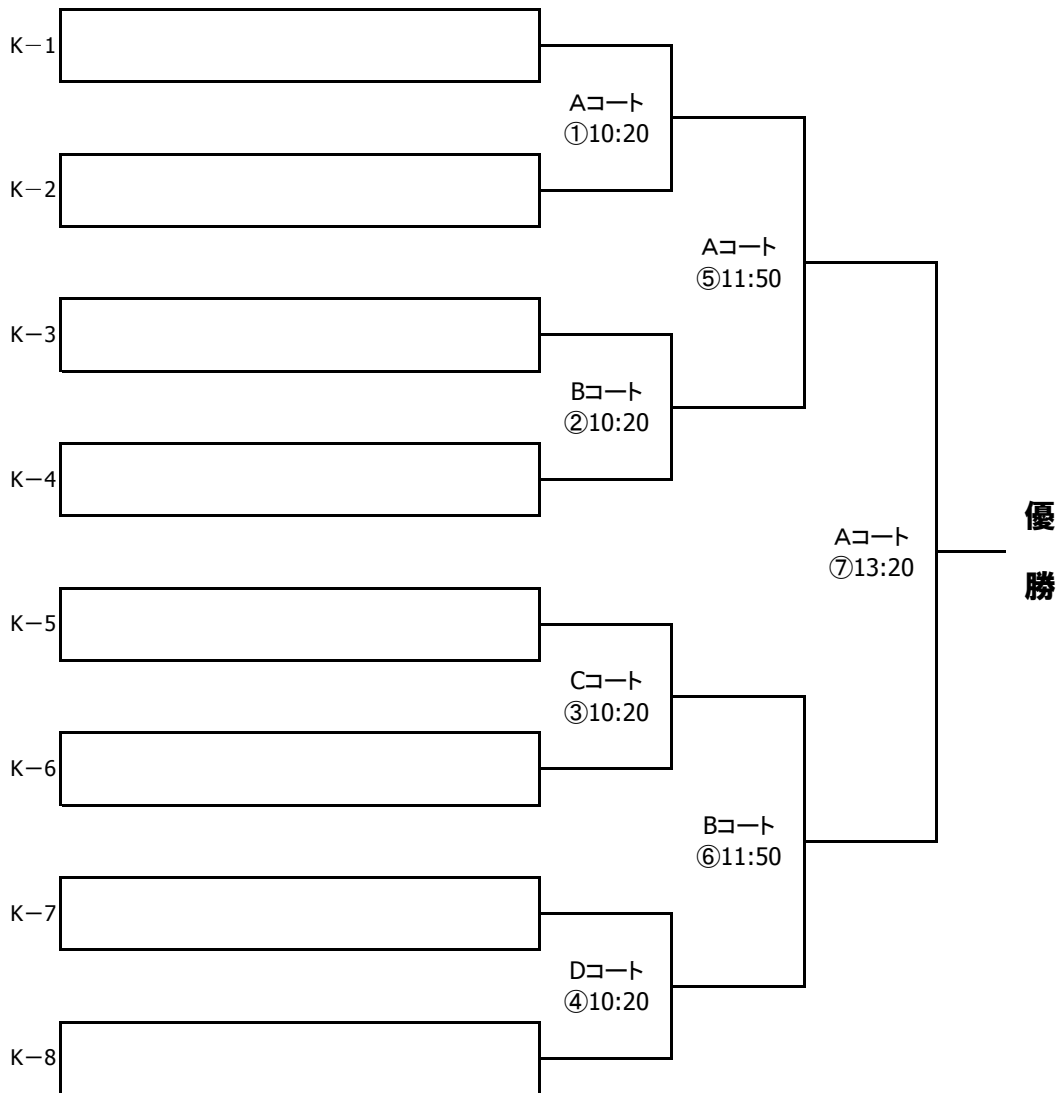 K－1
Aコート
①10:20
K－2
Aコート
⑤11:50
K－3
Bコート
②10:20
K－4
Aコート
⑦13:20
優
勝
K－5
Cコート
③10:20
K－6
Bコート
⑥11:50
K－7
Dコート
④10:20
K－8